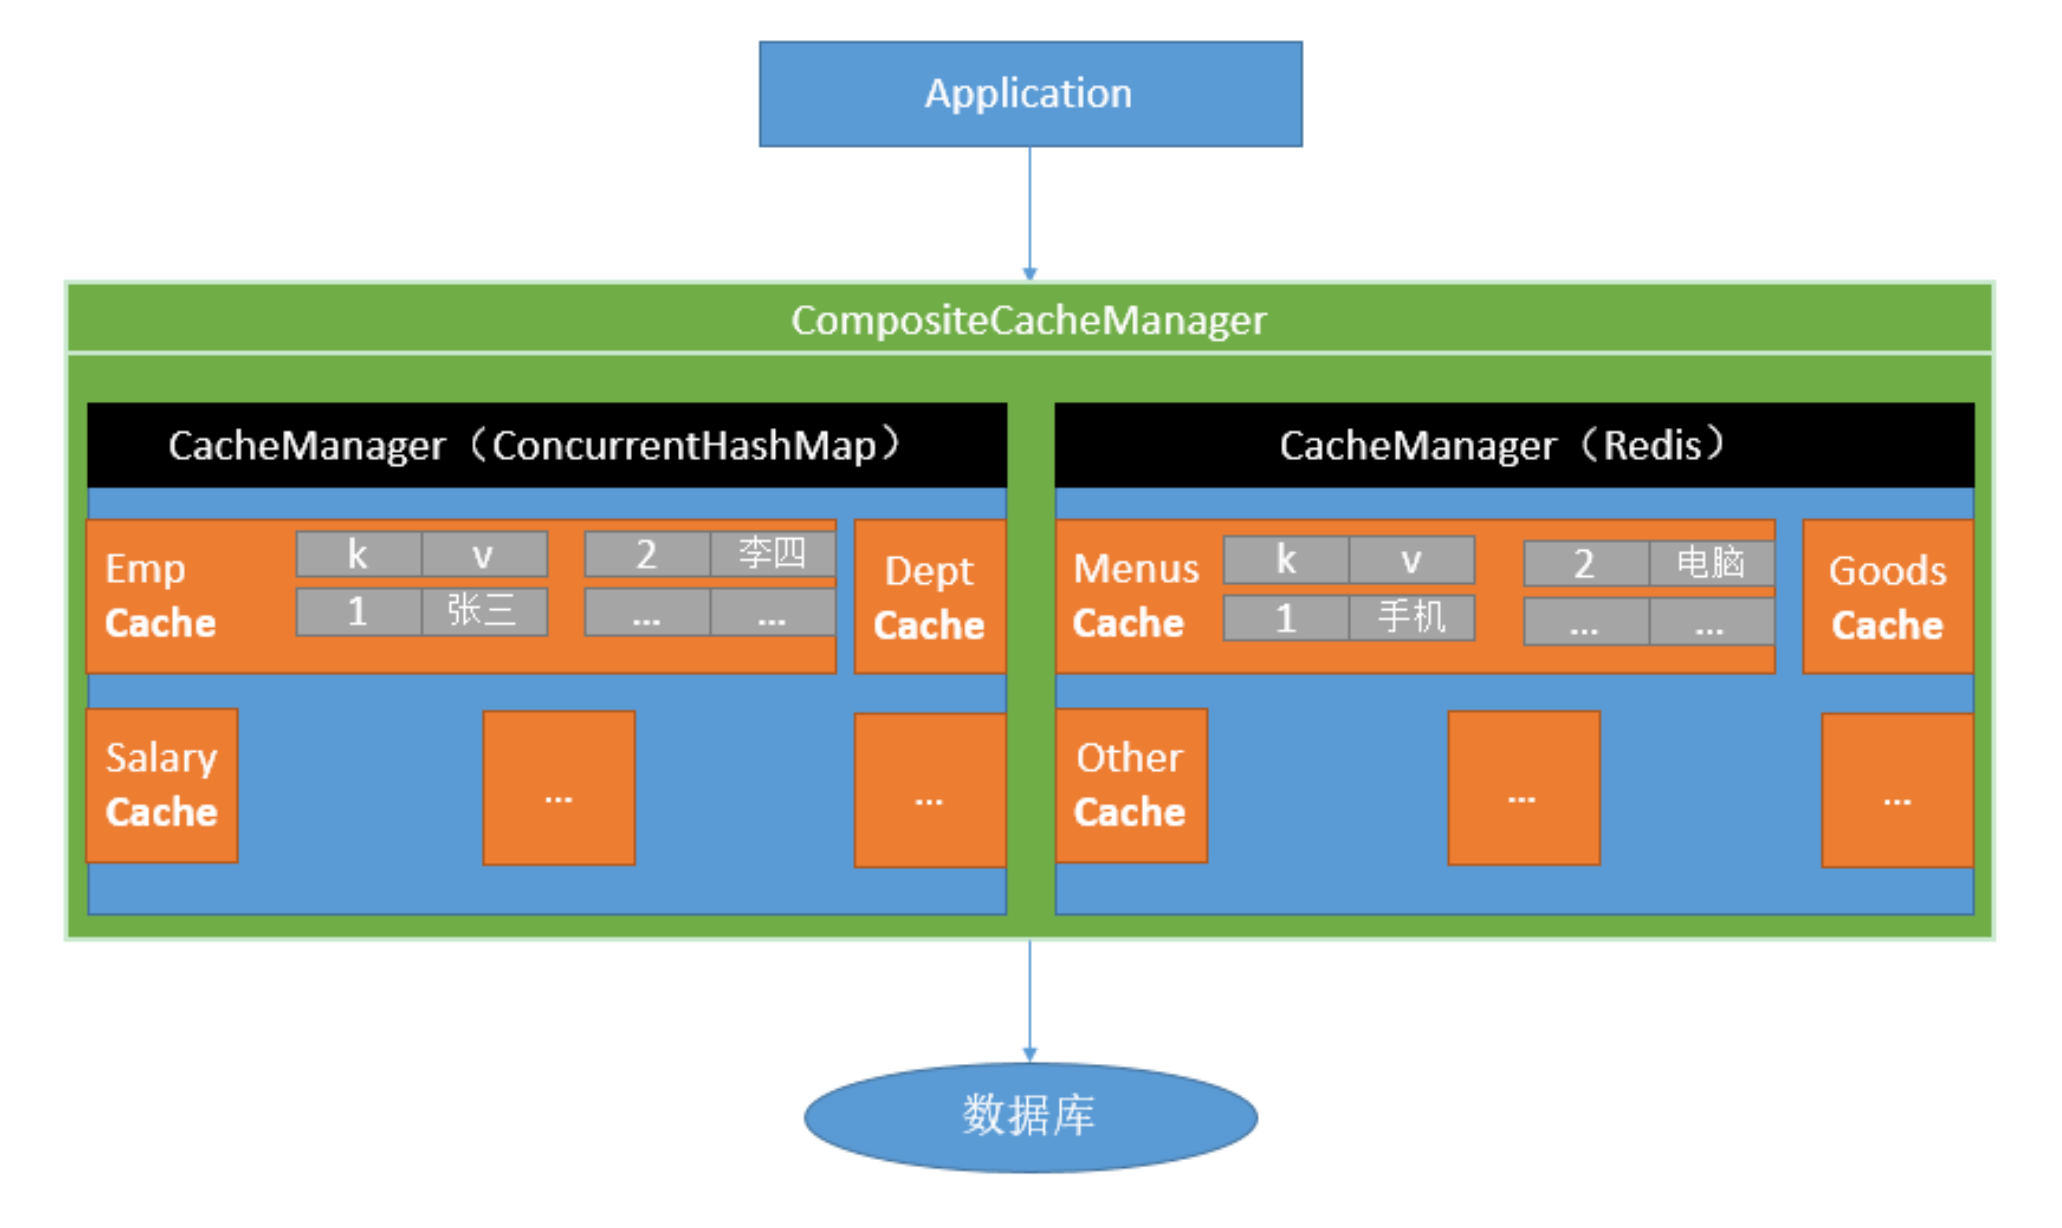 Application
CompositeCacheManager
CacheManager（ConcurrentHashMap）
Emp
Cache
k v
1 张三
2 李四
... ...
Dept
Cache
Salary
Cache
...
...
CacheManager（Redis）
Menus
Cache
k v
1 手机
2 电脑
... ...
Goods
Cache
Other
Cache
...
...
数据库